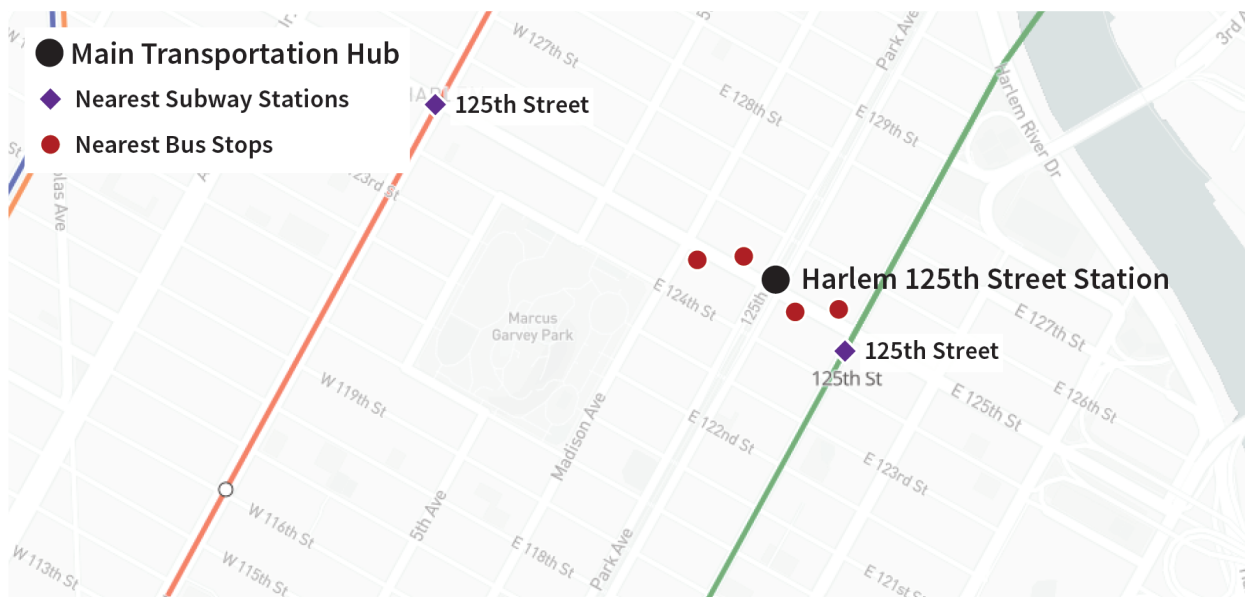 Main Transportation Hub
Nearest Subway Stations
Nearest Bus Stops
W 127th St
Park Ave
3rd
E 128th St
E 129th St
Harlem River Dr
125th Street
Harlem 125th Street Station
E 124th St
125th
Marcus
Garvey Park
E 127th St
125th Street
125th St
W 119th St
Madison Ave
E 122nd St
E 125th St
E 126th St
E 123rd St
W 116th St
5th Ave
E 118th St
Park Ave
W 113th St
W 115th St
E 121st St